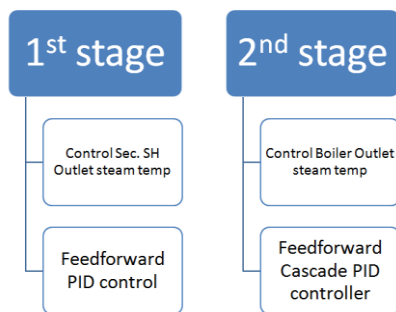 1st stage
Control Sec. SH
Outlet steam temp
Feedforward
PID control
2nd stage
Control Boiler Outlet
steam temp
Feedforward
Cascade PID
controller